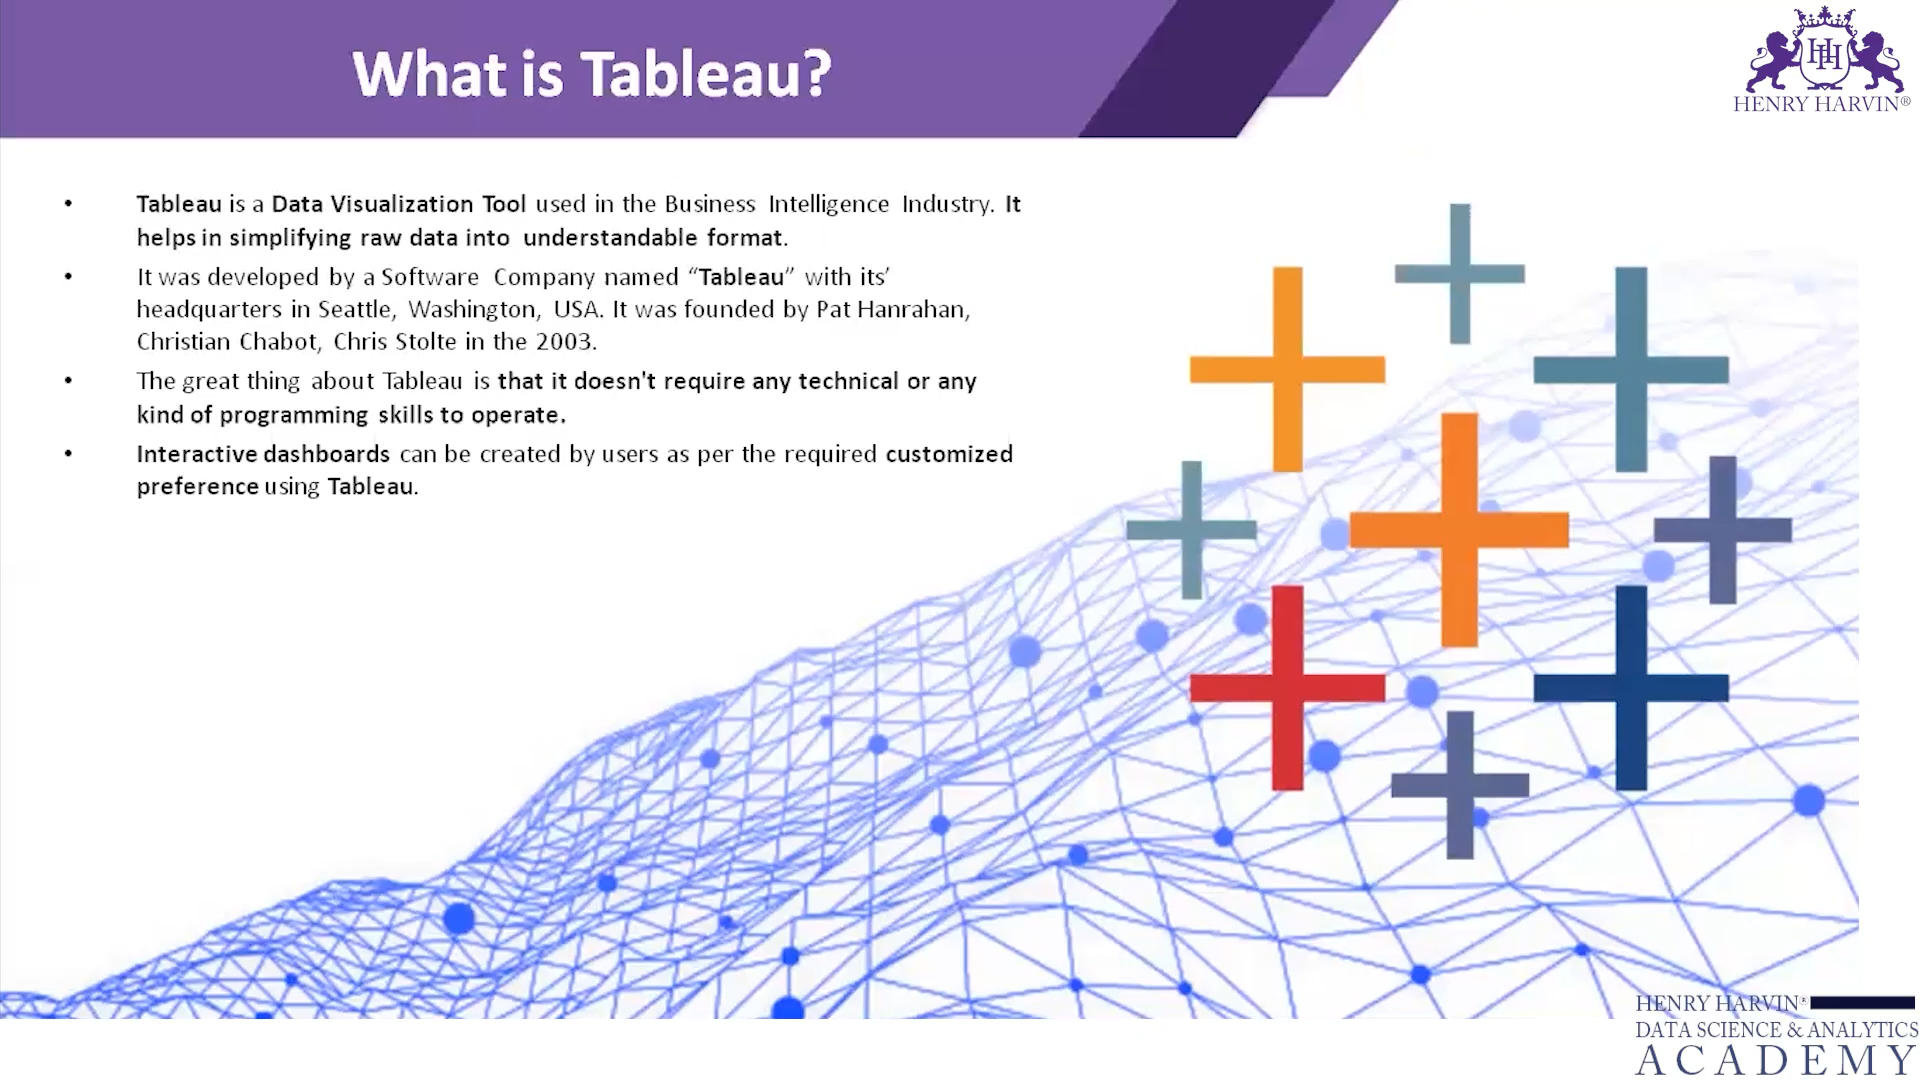 What is Tableau?
HENRY HARVIN®
• Tableau is a Data Visualization Tool used in the Business Intelligence Industry. It
helps in simplifying raw data into understandable format.
• It was developed by a Software Company named “Tableau” with its’
headquarters in Seattle, Washington, USA. It was founded by Pat Hanrahan,
Christian Chabot, Chris Stolte in the 2003.
• The great thing about Tableau is that it doesn't require any technical or any
kind of programming skills to operate.
• Interactive dashboards can be created by users as per the required customized
preference using Tableau.
HENRY HARVIN®
DATA SCIENCE & ANALYTICS
ACADEMY